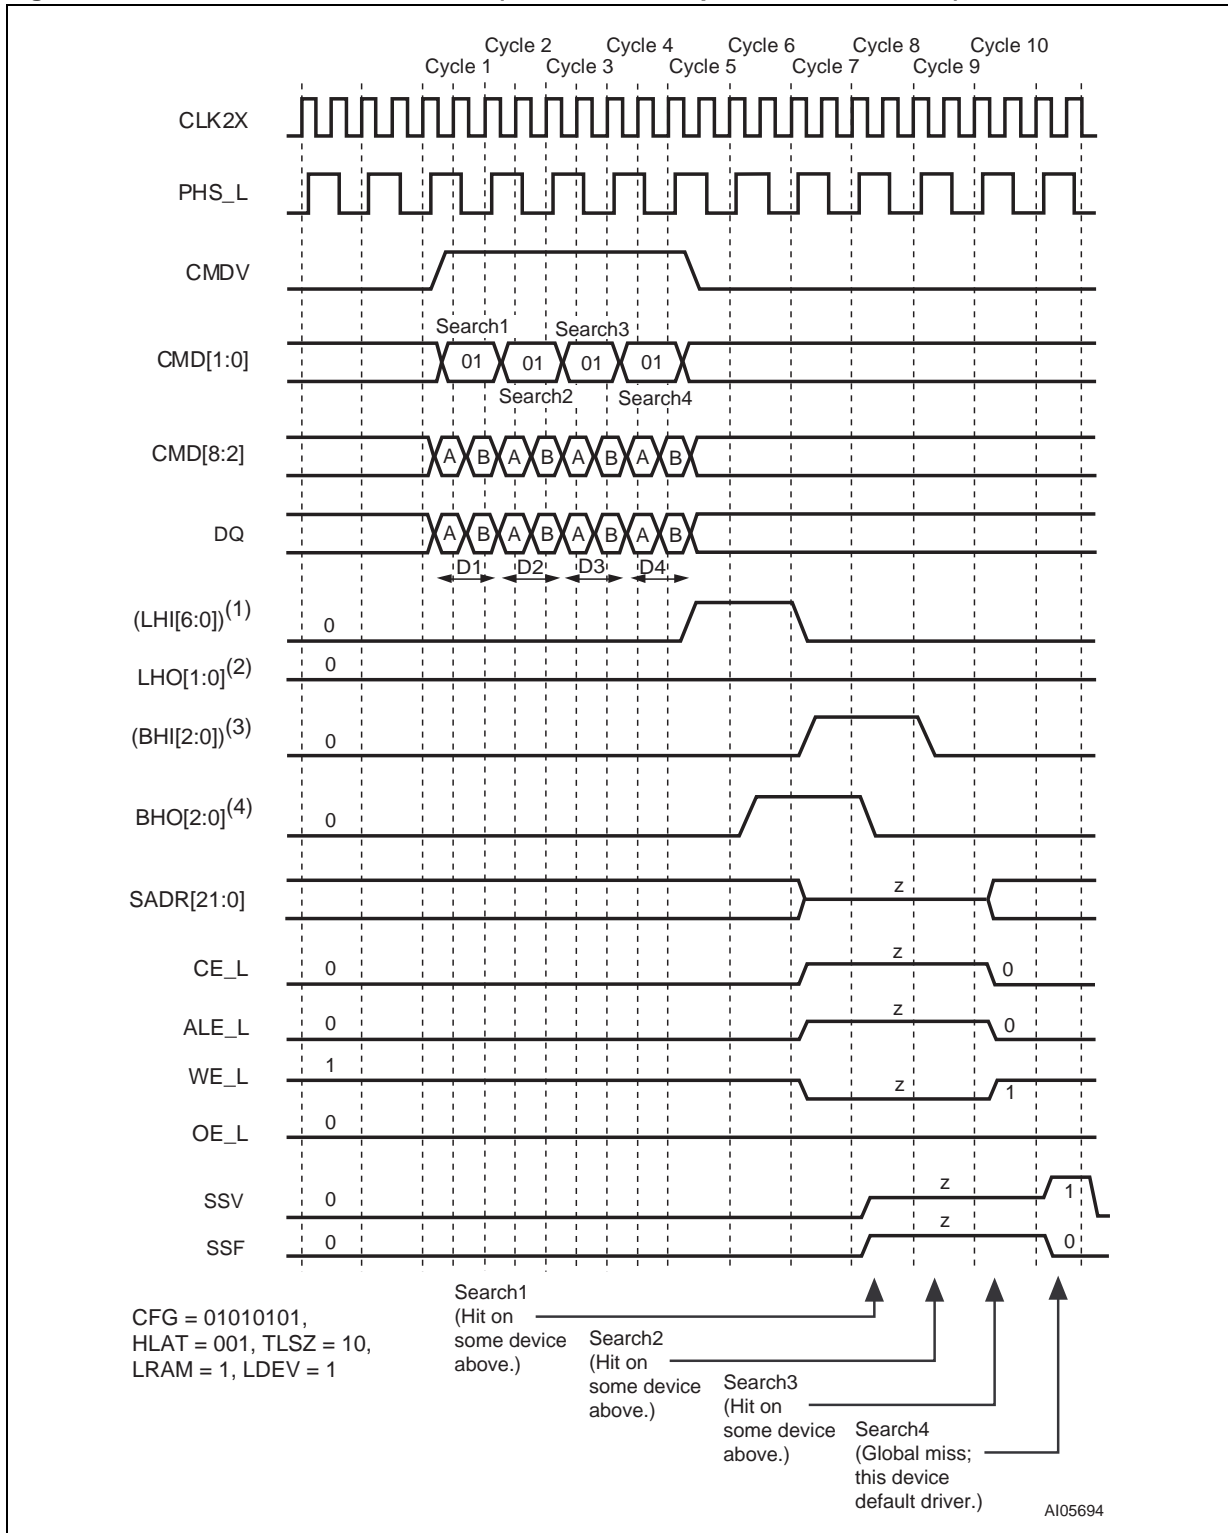 Cycle 2 Cycle 4 Cycle 6 Cycle 8 Cycle 10
Cycle 1 Cycle 3 Cycle 5 Cycle 7 Cycle 9
CLK2X
PHS_L
CMDV
Search1 Search3
CMD[1:0] 01 01 01 01
Search2 Search4
CMD[8:2] A B A B A B A B
DQ A B A B A B A B
D1 D2 D3 D4
(LHI[6:0])(1) 0
LHO[1:0](2) 0
(BHI[2:0])(3) 0
BHO[2:0](4) 0
SADR[21:0] z
CE_L 0 z 0
ALE_L 0 z 0
WE_L 1 z 1
OE_L 0
SSV 0 z 1
SSF 0 z 0
CFG = 01010101,
HLAT = 001, TLSZ = 10,
LRAM = 1, LDEV = 1
Search1
(Hit on
some device
above.)
Search2
(Hit on
some device
above.)
Search3
(Hit on
some device
above.)
Search4
(Global miss;
this device
default driver.)
AI05694